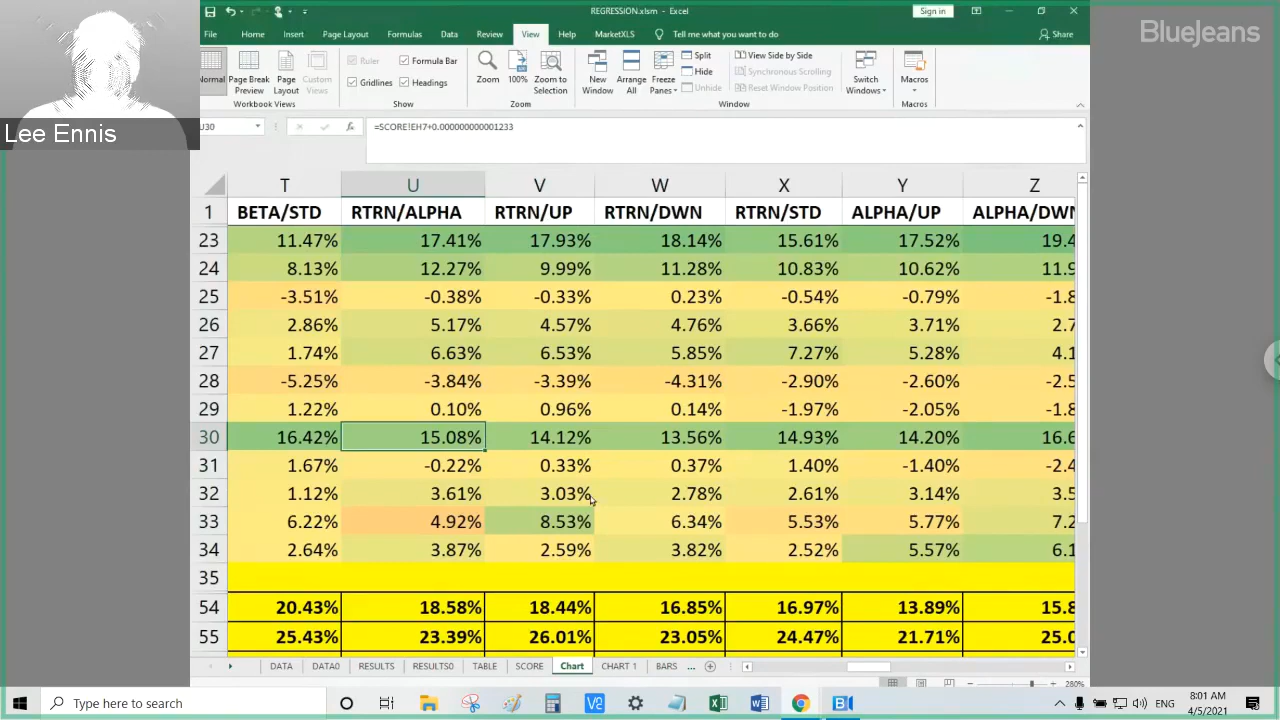 REGRESSION.xlsm - Excel
Sign in
BlueJeans
File Home Insert Page Layout Formulas Data Review View Help MarketXLS Tell me what you want to do Share
Ruler Formula Bar Split View Side by Side
Hide Synchronous Scrolling
Normal Page Break Preview Page Layout Custom Views Gridlines Headings Zoom 100% Zoom to Selection New Window Arrange All Freeze Panes Unhide Reset Window Position Switch Windows Macros
Workbook Views Show Zoom Window Macros
Lee Ennis
U30 fx =SCORE!EH7+0.000000000001233
T U V W X Y Z
1 BETA/STD RTRN/ALPHA RTRN/UP RTRN/DWN RTRN/STD ALPHA/UP ALPHA/DWN
23 11.47% 17.41% 17.93% 18.14% 15.61% 17.52% 19.4
24 8.13% 12.27% 9.99% 11.28% 10.83% 10.62% 11.9
25 -3.51% -0.38% -0.33% 0.23% -0.54% -0.79% -1.8
26 2.86% 5.17% 4.57% 4.76% 3.66% 3.71% 2.7
27 1.74% 6.63% 6.53% 5.85% 7.27% 5.28% 4.1
28 -5.25% -3.84% -3.39% -4.31% -2.90% -2.60% -2.5
29 1.22% 0.10% 0.96% 0.14% -1.97% -2.05% -1.8
30 16.42% 15.08% 14.12% 13.56% 14.93% 14.20% 16.6
31 1.67% -0.22% 0.33% 0.37% 1.40% -1.40% -2.4
32 1.12% 3.61% 3.03% 2.78% 2.61% 3.14% 3.5
33 6.22% 4.92% 8.53% 6.34% 5.53% 5.77% 7.2
34 2.64% 3.87% 2.59% 3.82% 2.52% 5.57% 6.1
35
54 20.43% 18.58% 18.44% 16.85% 16.97% 13.89% 15.8
55 25.43% 23.39% 26.01% 23.05% 24.47% 21.71% 25.0
DATA DATA0 RESULTS RESULTS0 TABLE SCORE Chart CHART 1 BARS ...
280%
Type here to search
ENG
8:01 AM
4/5/2021